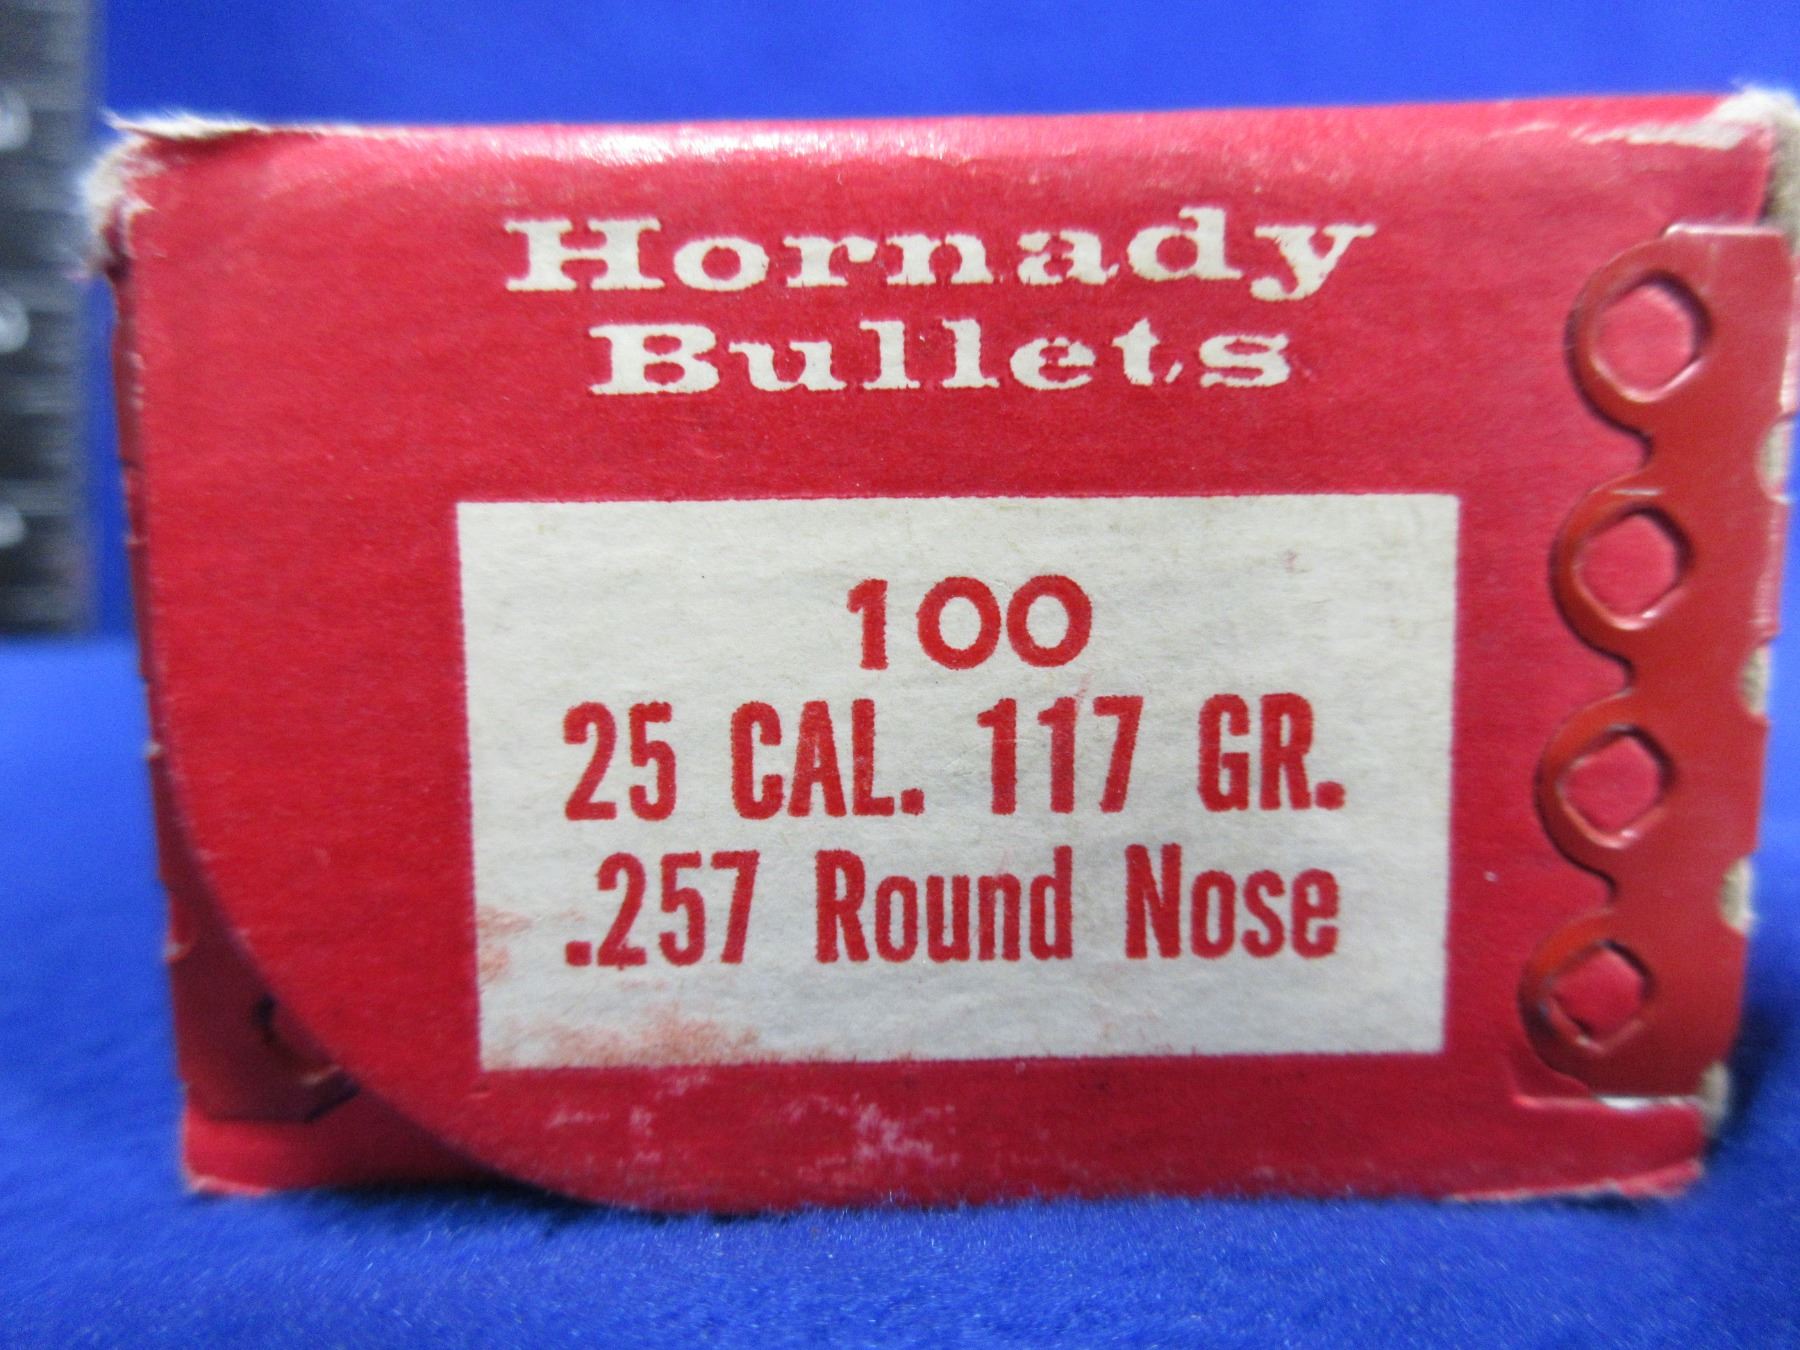 Hornady
Bullets
100
25 CAL. 117 GR.
.257 Round Nose